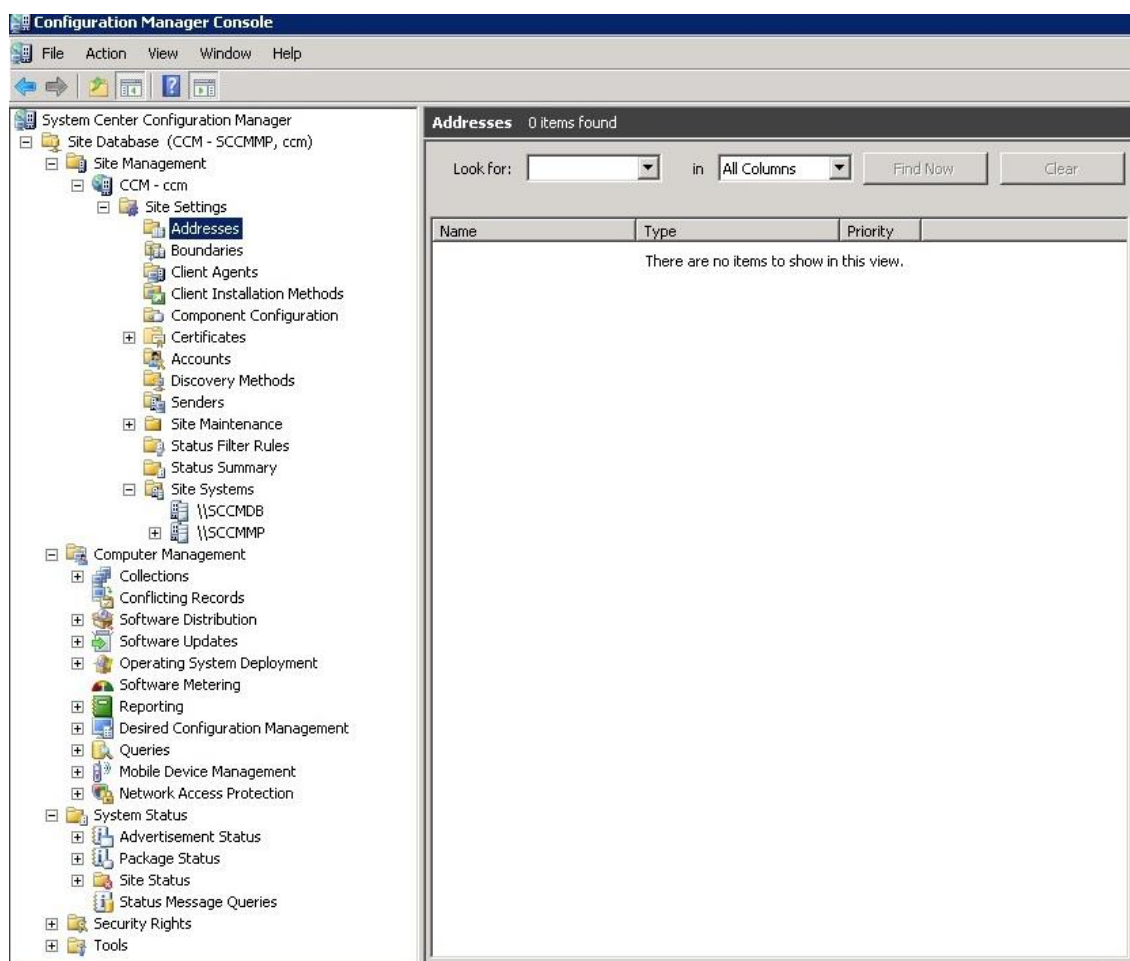 Configuration Manager Console
File Action View Window Help
System Center Configuration Manager
Site Database (CCM - SCCMMP, ccm)
Site Management
CCM - ccm
Site Settings
Addresses
Boundaries
Client Agents
Client Installation Methods
Component Configuration
Certificates
Accounts
Discovery Methods
Senders
Site Maintenance
Status Filter Rules
Status Summary
Site Systems
\\SCCMDB
\\SCCMMP
Computer Management
Collections
Conflicting Records
Software Distribution
Software Updates
Operating System Deployment
Software Metering
Reporting
Desired Configuration Management
Queries
Mobile Device Management
Network Access Protection
System Status
Advertisement Status
Package Status
Site Status
Status Message Queries
Security Rights
Tools
Addresses 0 items found
Look for: in All Columns Find Now Clear
Name Type Priority
There are no items to show in this view.